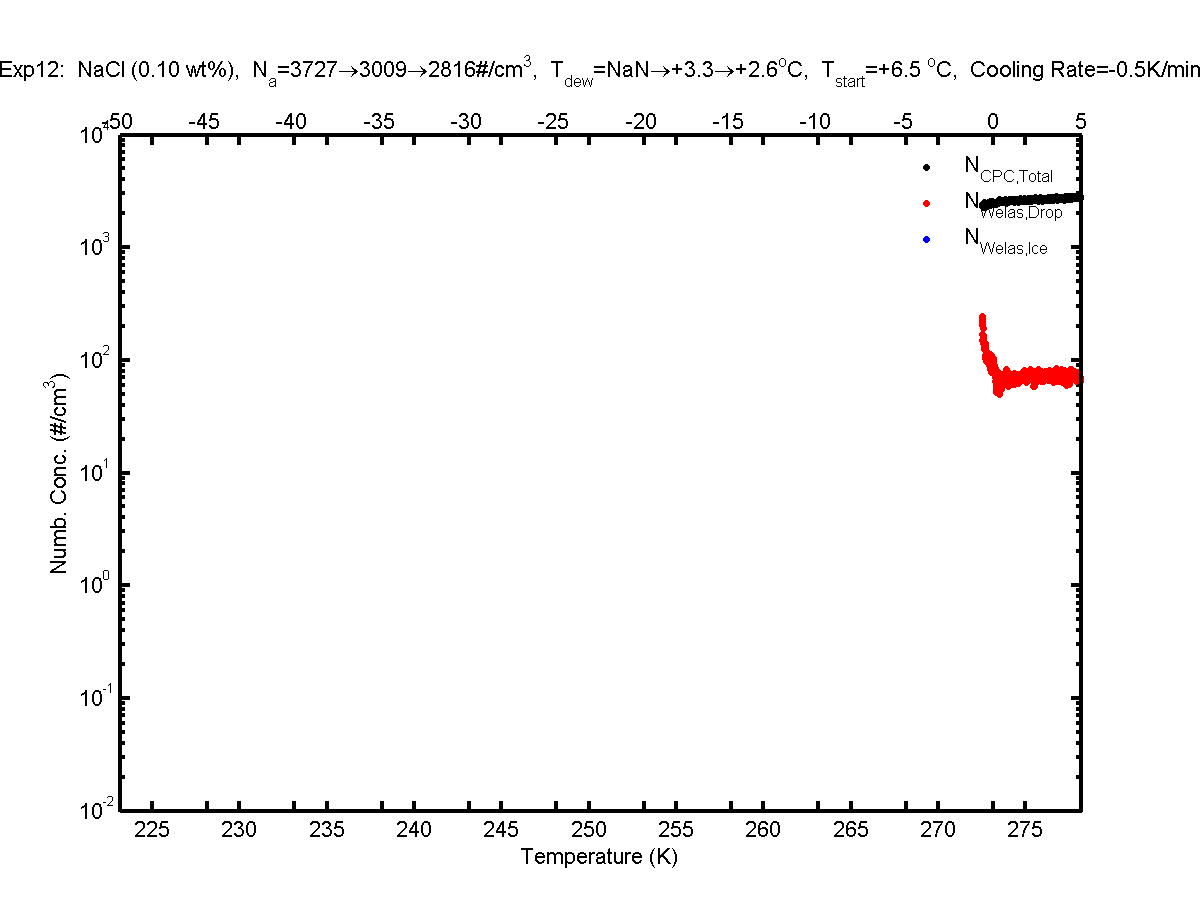 Exp12: NaCl (0.10 wt%), Na=3727→3009→2816#/cm3, Tdew=NaN→+3.3→+2.6oC, Tstart=+6.5 oC, Cooling Rate=-0.5K/min
-50 -45 -40 -35 -30 -25 -20 -15 -10 -5 0 5
104
NCPC,Total
NWelas,Drop
NWelas,Ice
103
102
101
100
10-1
10-2
Numb. Conc. (#/cm3)
225 230 235 240 245 250 255 260 265 270 275
Temperature (K)